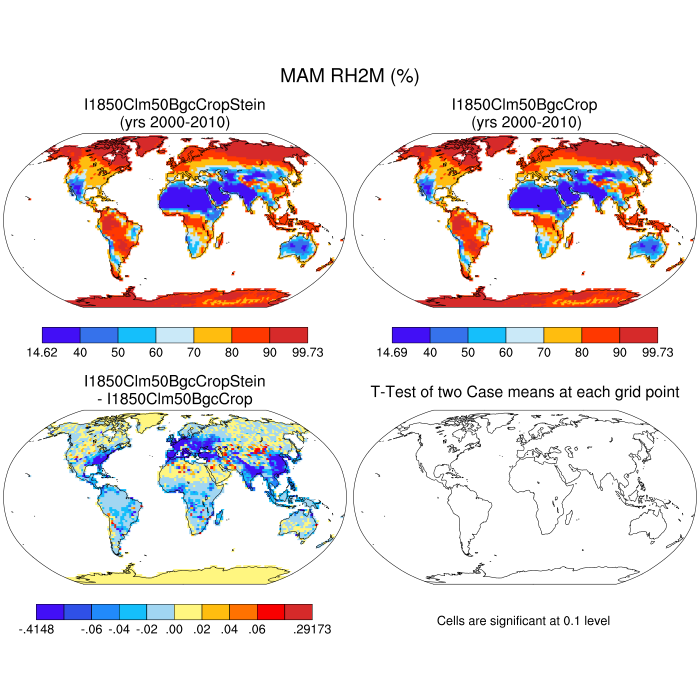 MAM RH2M (%)
I1850Clm50BgcCropStein
(yrs 2000-2010)
I1850Clm50BgcCrop
(yrs 2000-2010)
14.62 40 50 60 70 80 90 99.73
14.69 40 50 60 70 80 90 99.73
I1850Clm50BgcCropStein
- I1850Clm50BgcCrop
T-Test of two Case means at each grid point
-.4148 -.06 -.04 -.02 .00 .02 .04 .06 .29173
Cells are significant at 0.1 level